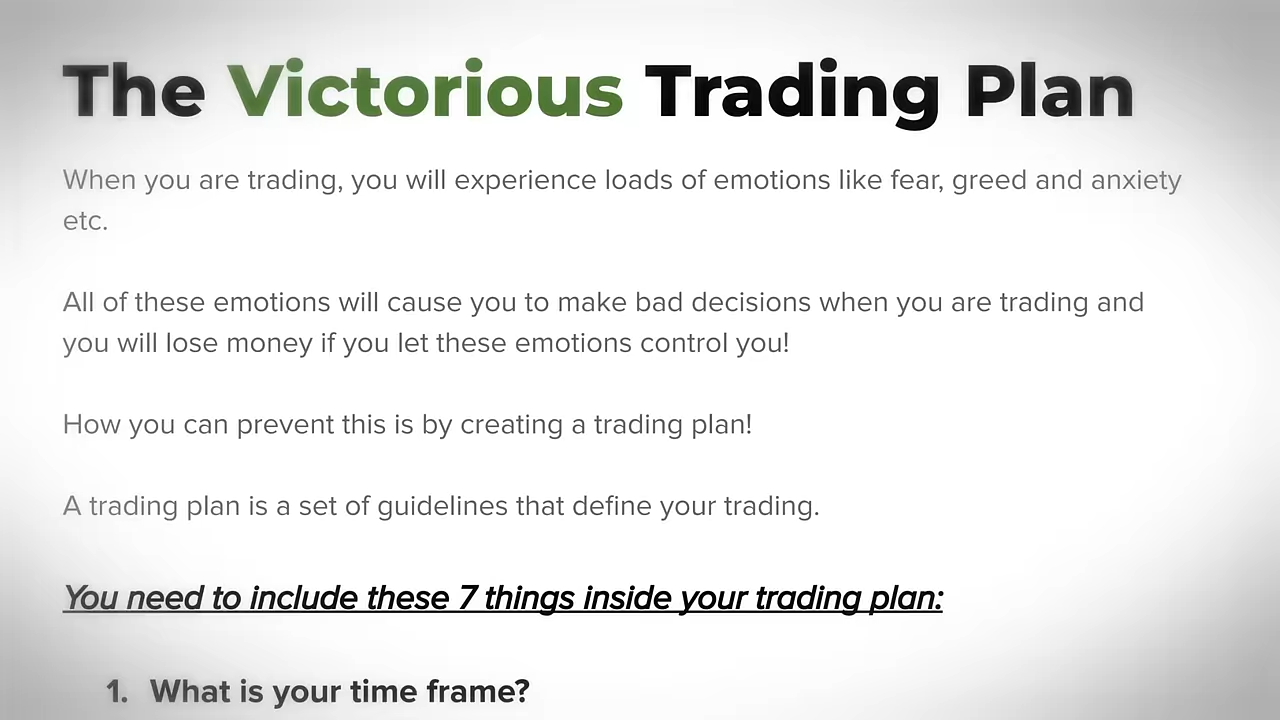 The Victorious Trading Plan
When you are trading, you will experience loads of emotions like fear, greed and anxiety
etc.
All of these emotions will cause you to make bad decisions when you are trading and
you will lose money if you let these emotions control you!
How you can prevent this is by creating a trading plan!
A trading plan is a set of guidelines that define your trading.
You need to include these 7 things inside your trading plan:
1. What is your time frame?